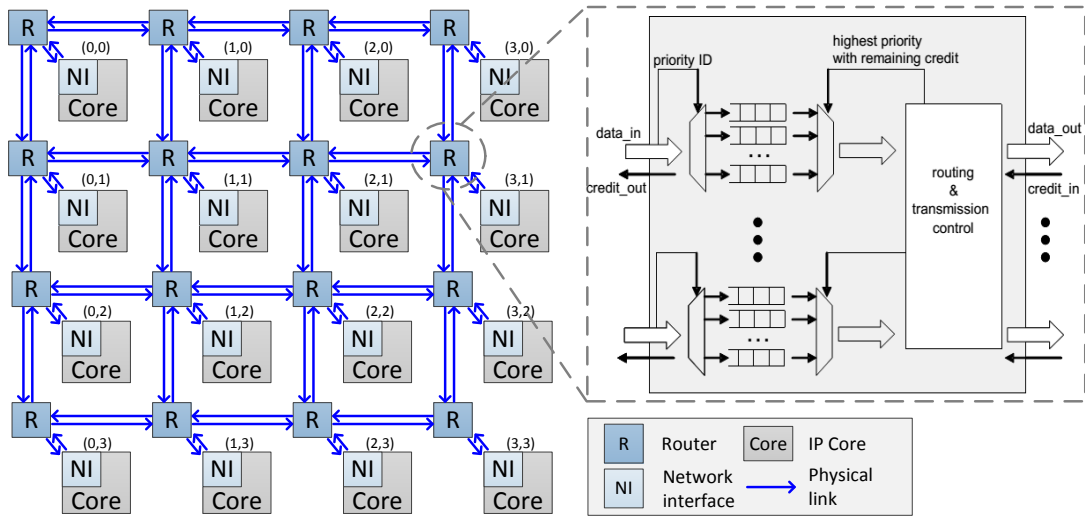 R R R R
(0,0) (1,0) (2,0) (3,0)
NI NI NI NI
Core Core Core Core
R R R R
(0,1) (1,1) (2,1) (3,1)
NI NI NI NI
Core Core Core Core
R R R R
(0,2) (1,2) (2,2) (3,2)
NI NI NI NI
Core Core Core Core
R R R R
(0,3) (1,3) (2,3) (3,3)
NI NI NI NI
Core Core Core Core
highest priority
with remaining credit
priority ID
data_in
credit_out
...
routing
&
transmission
control
data_out
credit_in
...
R Router
Core IP Core
NI Network
interface
Physical
link